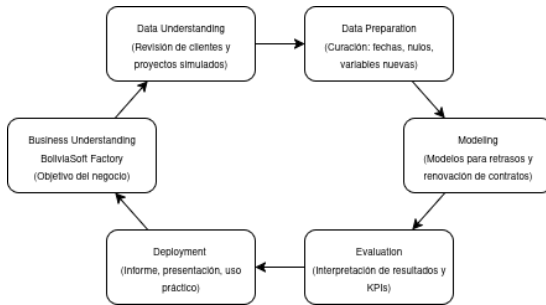 Data Understanding
(Revisión de clientes y
proyectos simulados)
Data Preparation
(Curación: fechas, nulos,
variables nuevas)
Business Understanding
BoliviaSoft Factory
(Objetivo del negocio)
Modeling
(Modelos para retrasos y
renovación de contratos)
Deployment
(Informe, presentación, uso
práctico)
Evaluation
(Interpretación de resultados y
KPIs)